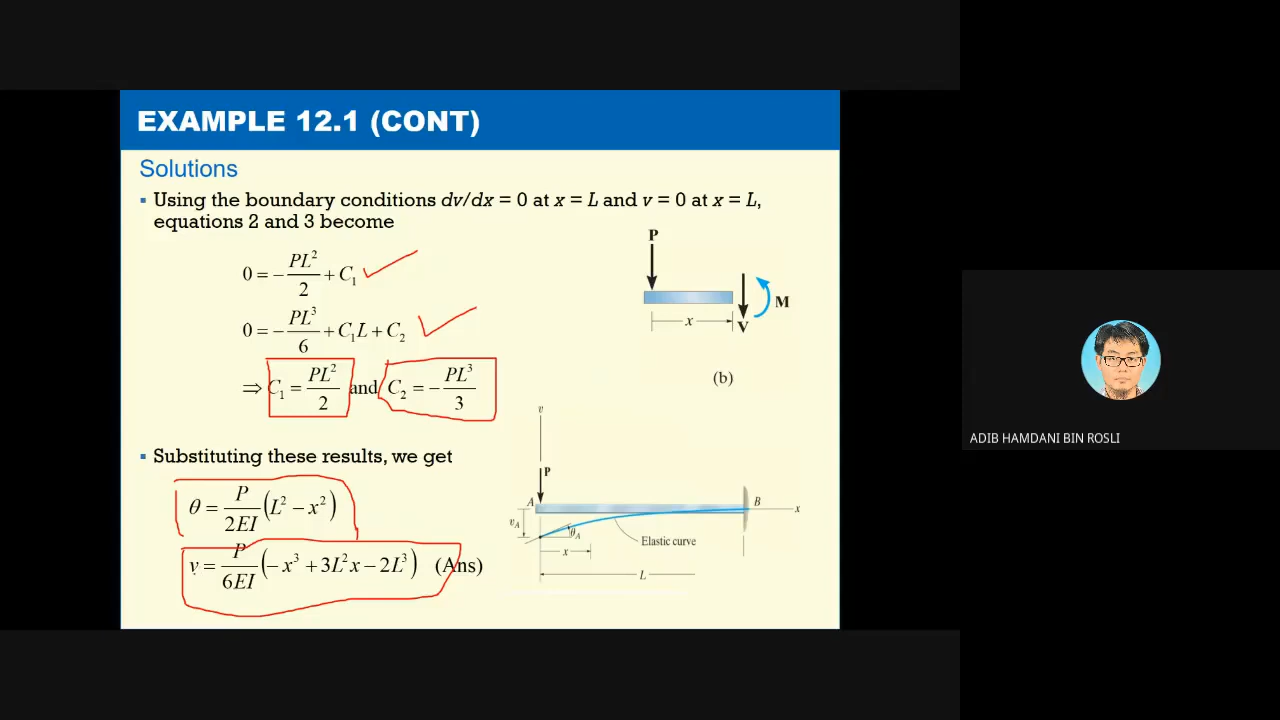 EXAMPLE 12.1 (CONT)
Solutions
▪ Using the boundary conditions dv/dx = 0 at x = L and v = 0 at x = L,
equations 2 and 3 become
0 = −PL²/2 + C₁
0 = −PL³/6 + C₁L + C₂
⇒ C₁ = PL²/2 and C₂ = −PL³/3
▪ Substituting these results, we get
θ = P/2EI (L² − x²)
v = P/6EI (−x³ + 3L²x − 2L³) (Ans)
P
M
x
V
(b)
v
P
A
B
x
v_A
θ_A
Elastic curve
x
L
ADIB HAMDANI BIN ROSLI